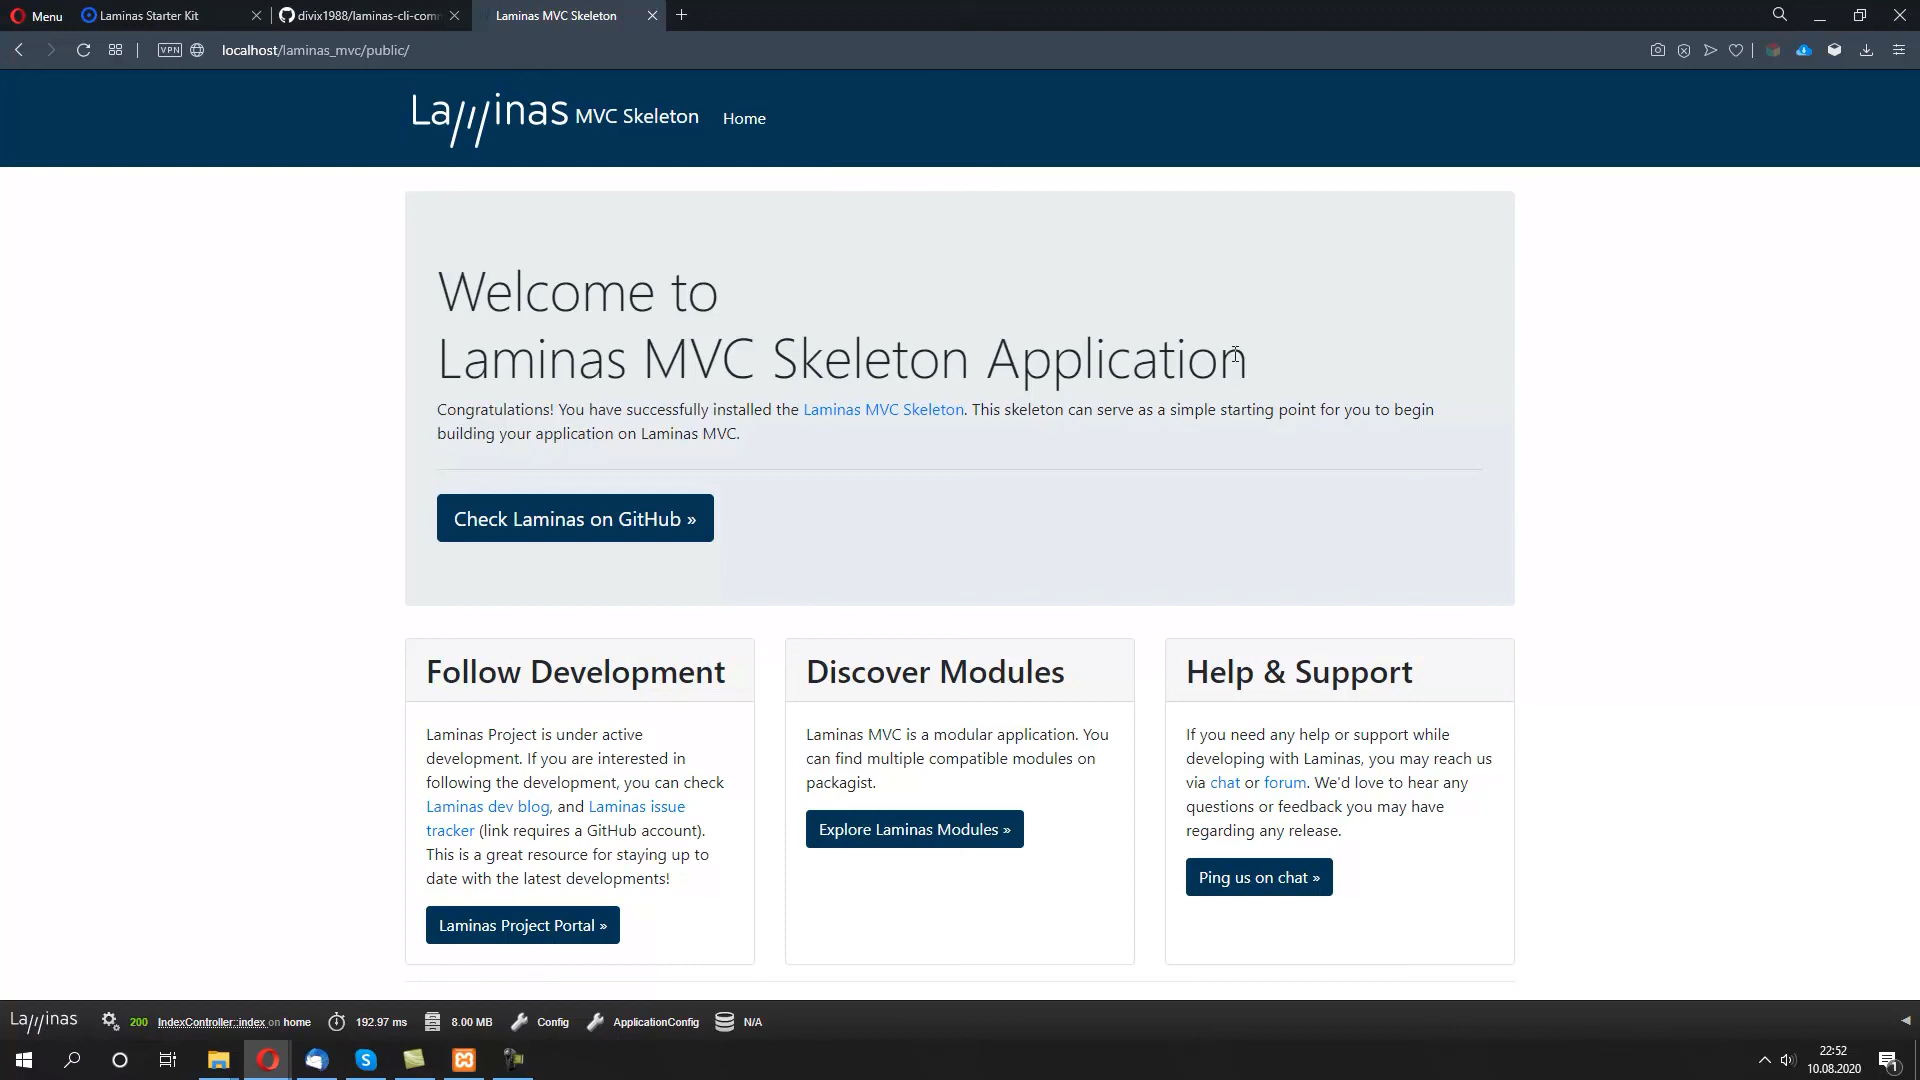 Menu
Laminas Starter Kit
divix1988/laminas-cli-com
Laminas MVC Skeleton
VPN
localhost/laminas_mvc/public/
Laminas MVC Skeleton
Home
Welcome to
Laminas MVC Skeleton Application
Congratulations! You have successfully installed the Laminas MVC Skeleton. This skeleton can serve as a simple starting point for you to begin
building your application on Laminas MVC.
Check Laminas on GitHub »
Follow Development
Laminas Project is under active
development. If you are interested in
following the development, you can check
Laminas dev blog, and Laminas issue
tracker (link requires a GitHub account).
This is a great resource for staying up to
date with the latest developments!
Laminas Project Portal »
Discover Modules
Laminas MVC is a modular application. You
can find multiple compatible modules on
packagist.
Explore Laminas Modules »
Help & Support
If you need any help or support while
developing with Laminas, you may reach us
via chat or forum. We'd love to hear any
questions or feedback you may have
regarding any release.
Ping us on chat »
Laminas
200 IndexController::index on home
192.97 ms
8.00 MB
Config
ApplicationConfig
N/A
22:52
10.08.2020
1